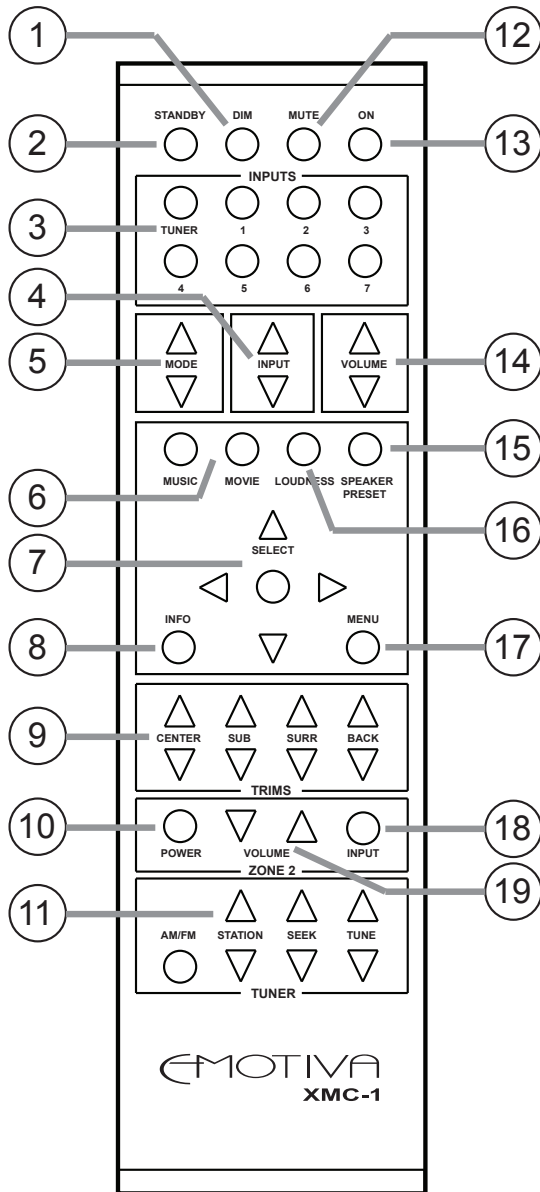 1
12
2
STANDBY DIM MUTE ON
13
INPUTS
3
TUNER 1 2 3
4
4 5 6 7
5
MODE INPUT VOLUME
14
15
MUSIC MOVIE LOUDNESS SPEAKER PRESET
6
16
7
SELECT
INFO MENU
8
17
9
CENTER SUB SURR BACK
TRIMS
10
18
POWER VOLUME INPUT
ZONE 2
19
11
AM/FM STATION SEEK TUNE
TUNER
EMOTIVA
XMC-1